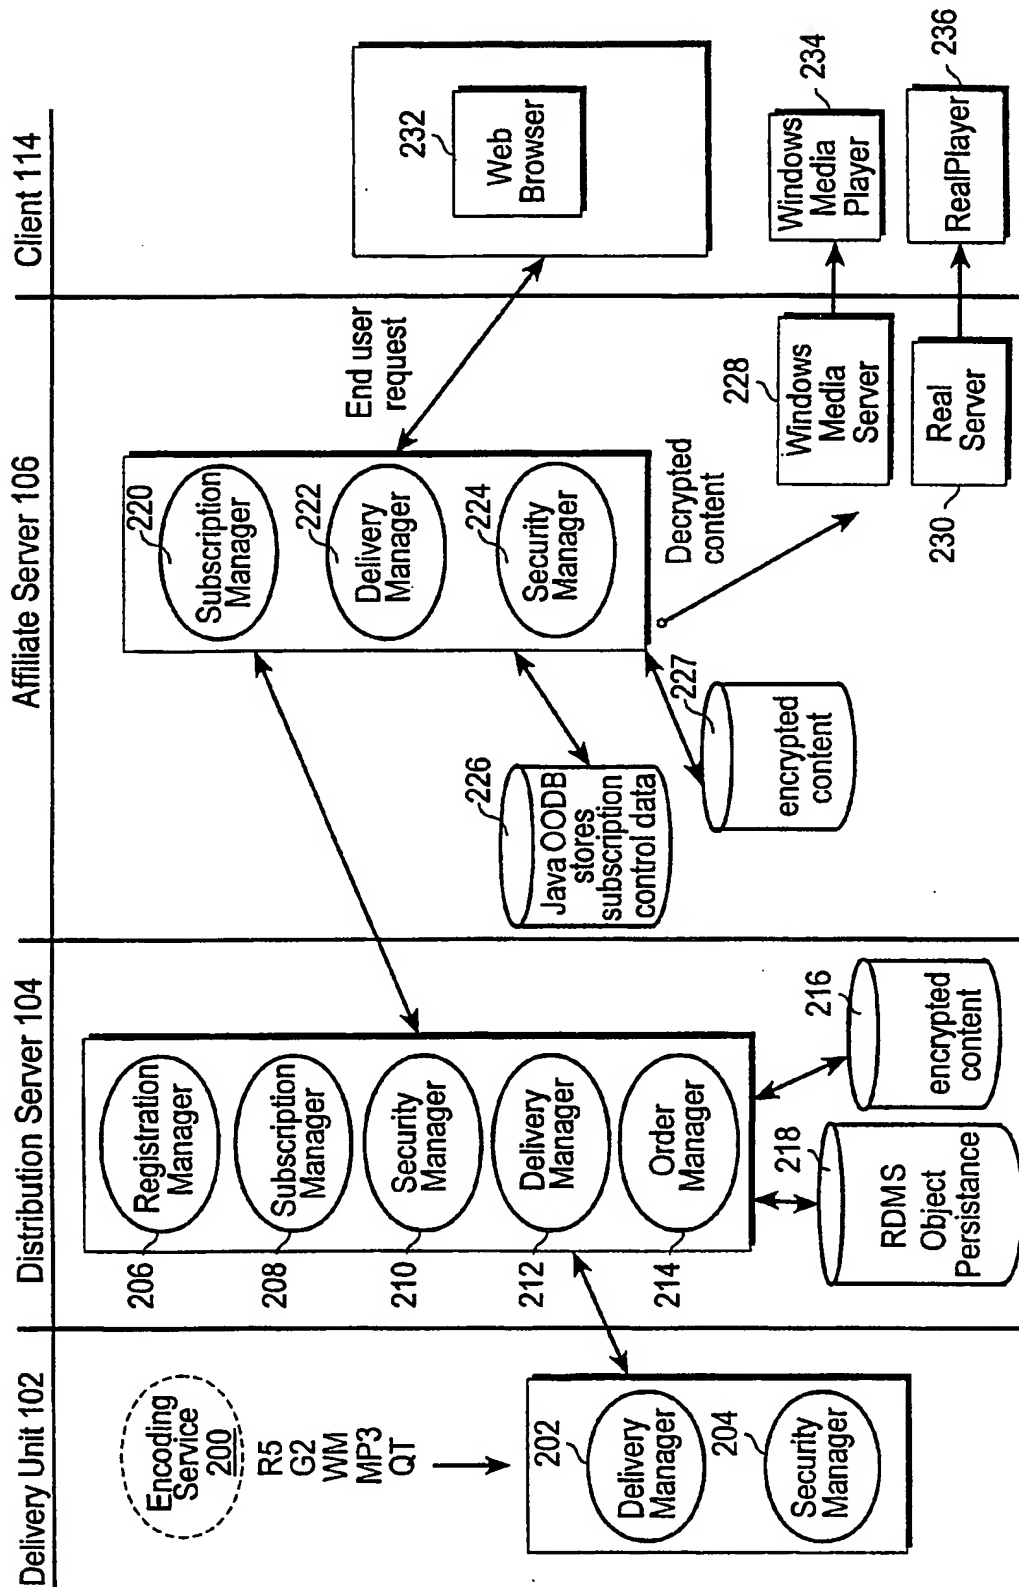 Delivery Unit 102
Encoding
Service
200
R5
G2
WM
MP3
QT
202
Delivery
Manager
204
Security
Manager
Distribution Server 104
206
Registration
Manager
208
Subscription
Manager
210
Security
Manager
212
Delivery
Manager
214
Order
Manager
218
RDMS
Object
Persistance
216
encrypted
content
Affiliate Server 106
220
Subscription
Manager
222
Delivery
Manager
224
Security
Manager
226
Java OODB
stores
subscription
control data
227
encrypted
content
End user
request
Decrypted
content
228
Windows
Media
Server
230
Real
Server
Client 114
232
Web
Browser
234
Windows
Media
Player
236
RealPlayer